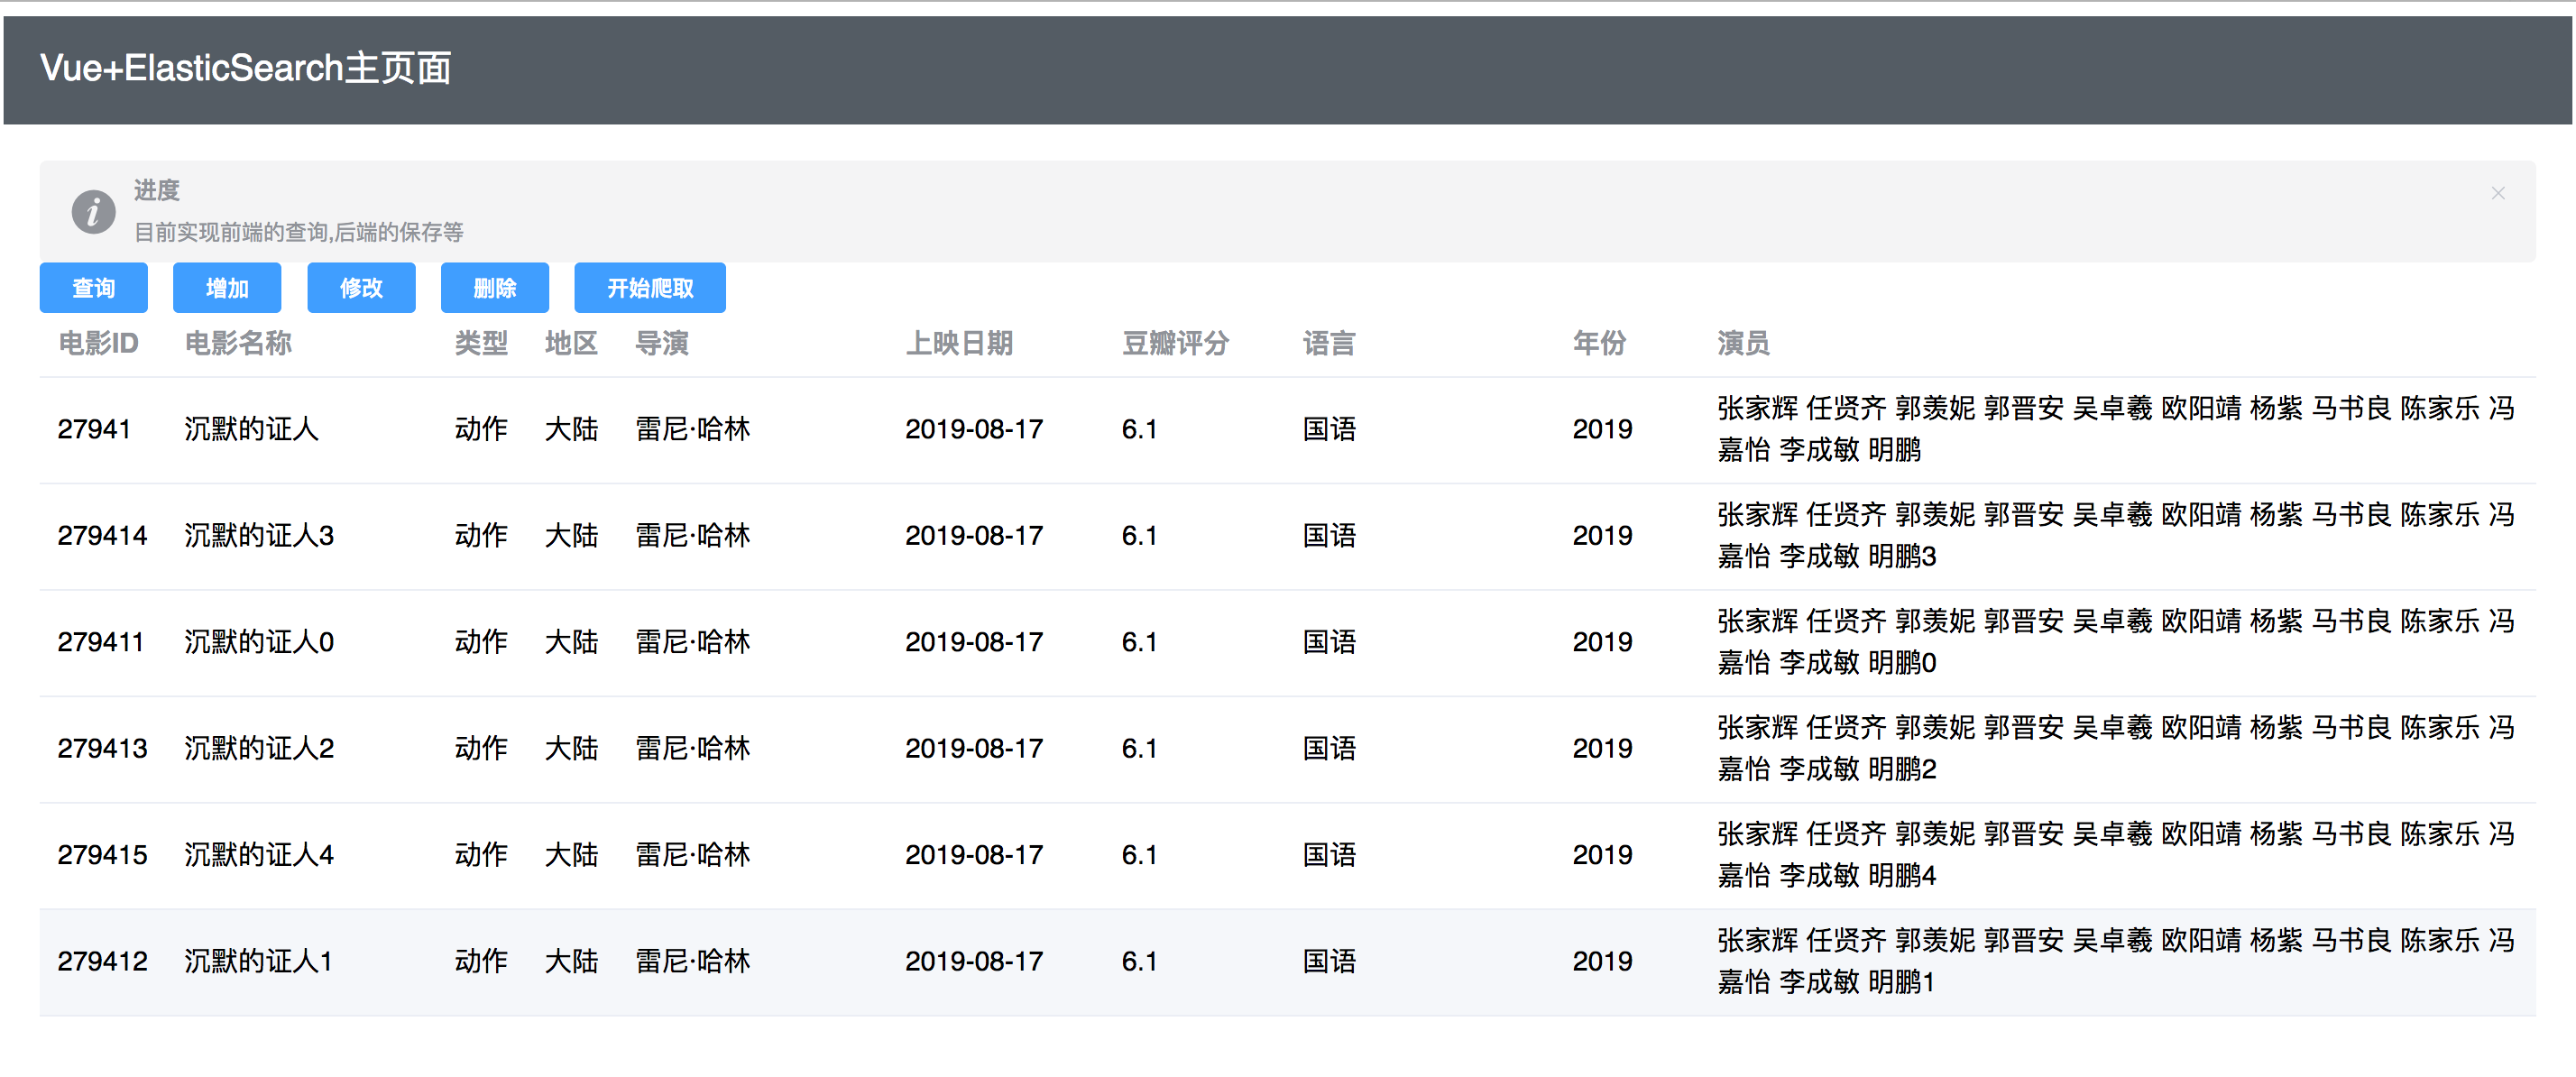 Vue+ElasticSearch主页面
进度
目前实现前端的查询,后端的保存等
查询 增加 修改 删除 开始爬取
电影ID 电影名称 类型 地区 导演 上映日期 豆瓣评分 语言 年份 演员
27941 沉默的证人 动作 大陆 雷尼·哈林 2019-08-17 6.1 国语 2019 张家辉 任贤齐 郭羡妮 郭晋安 吴卓羲 欧阳靖 杨紫 马书良 陈家乐 冯
嘉怡 李成敏 明鹏
279414 沉默的证人3 动作 大陆 雷尼·哈林 2019-08-17 6.1 国语 2019 张家辉 任贤齐 郭羡妮 郭晋安 吴卓羲 欧阳靖 杨紫 马书良 陈家乐 冯
嘉怡 李成敏 明鹏3
279411 沉默的证人0 动作 大陆 雷尼·哈林 2019-08-17 6.1 国语 2019 张家辉 任贤齐 郭羡妮 郭晋安 吴卓羲 欧阳靖 杨紫 马书良 陈家乐 冯
嘉怡 李成敏 明鹏0
279413 沉默的证人2 动作 大陆 雷尼·哈林 2019-08-17 6.1 国语 2019 张家辉 任贤齐 郭羡妮 郭晋安 吴卓羲 欧阳靖 杨紫 马书良 陈家乐 冯
嘉怡 李成敏 明鹏2
279415 沉默的证人4 动作 大陆 雷尼·哈林 2019-08-17 6.1 国语 2019 张家辉 任贤齐 郭羡妮 郭晋安 吴卓羲 欧阳靖 杨紫 马书良 陈家乐 冯
嘉怡 李成敏 明鹏4
279412 沉默的证人1 动作 大陆 雷尼·哈林 2019-08-17 6.1 国语 2019 张家辉 任贤齐 郭羡妮 郭晋安 吴卓羲 欧阳靖 杨紫 马书良 陈家乐 冯
嘉怡 李成敏 明鹏1